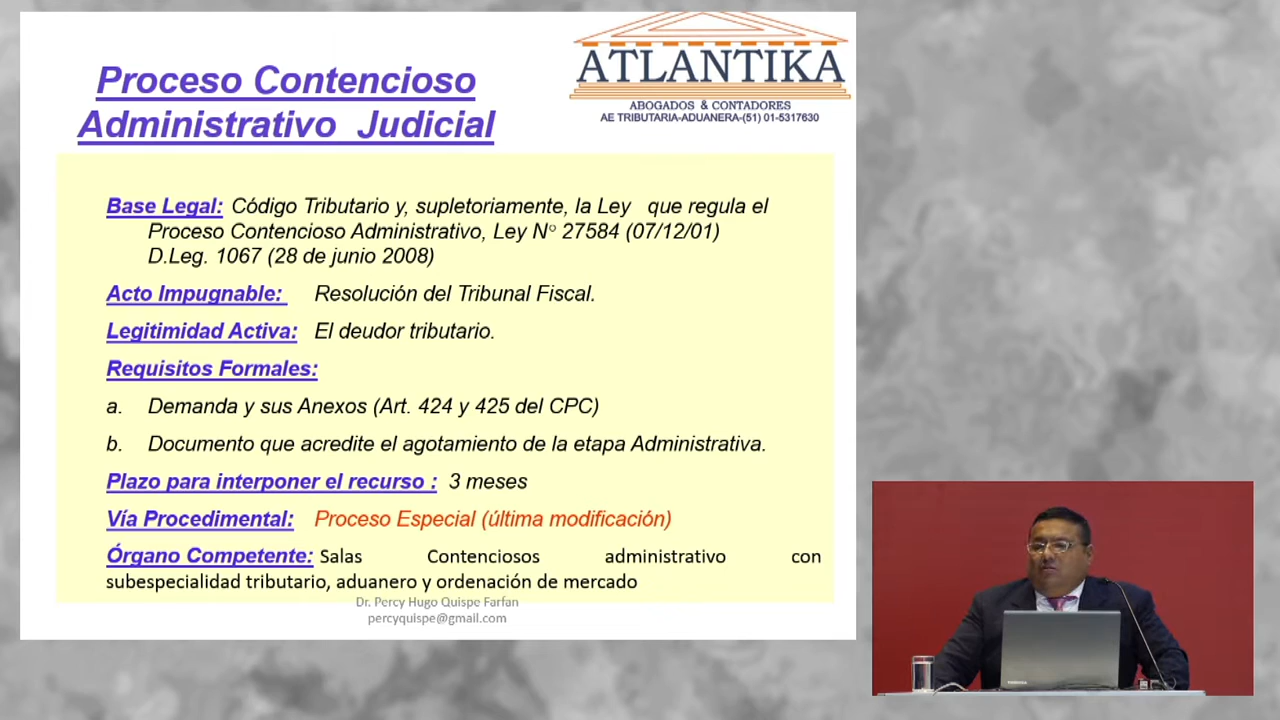 Proceso Contencioso
Administrativo Judicial
ATLANTIKA
ABOGADOS & CONTADORES
AE TRIBUTARIA-ADUANERA-(51) 01-5317630
Base Legal: Código Tributario y, supletoriamente, la Ley que regula el
Proceso Contencioso Administrativo, Ley N° 27584 (07/12/01)
D.Leg. 1067 (28 de junio 2008)
Acto Impugnable: Resolución del Tribunal Fiscal.
Legitimidad Activa: El deudor tributario.
Requisitos Formales:
a. Demanda y sus Anexos (Art. 424 y 425 del CPC)
b. Documento que acredite el agotamiento de la etapa Administrativa.
Plazo para interponer el recurso : 3 meses
Vía Procedimental: Proceso Especial (última modificación)
Órgano Competente: Salas Contenciosos administrativo con
subespecialidad tributario, aduanero y ordenación de mercado
Dr. Percy Hugo Quispe Farfan
percyquispe@gmail.com